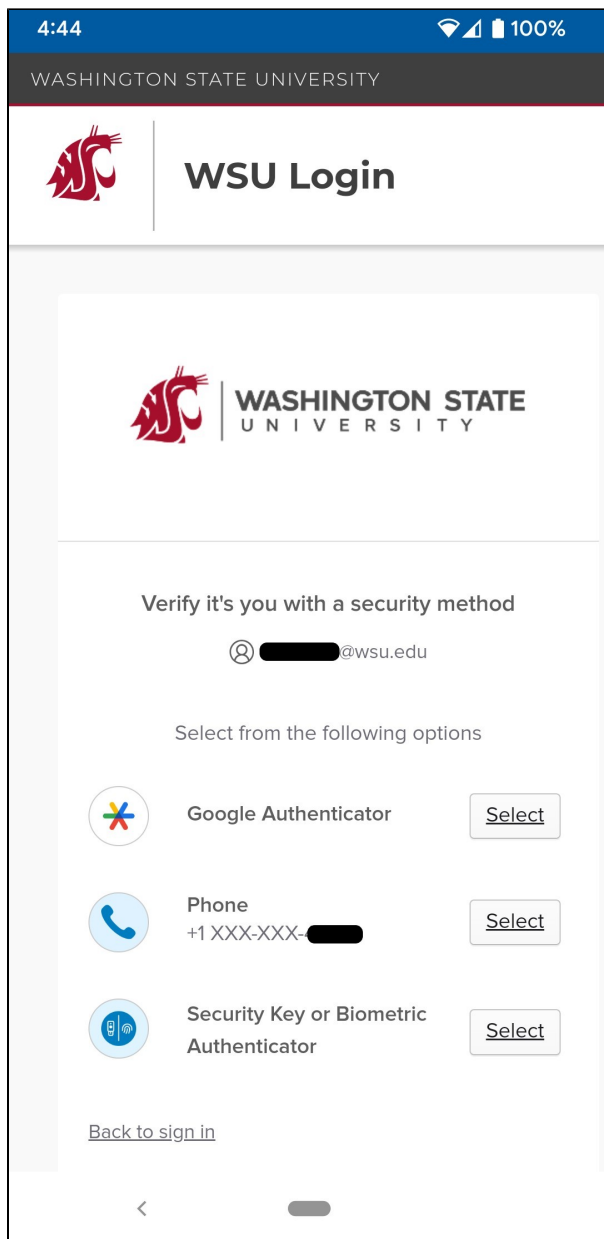 4:44 100%
WASHINGTON STATE UNIVERSITY
WSU Login
WASHINGTON STATE
UNIVERSITY
Verify it's you with a security method
@wsu.edu
Select from the following options
Google Authenticator Select
Phone
+1 XXX-XXX- Select
Security Key or Biometric
Authenticator Select
Back to sign in